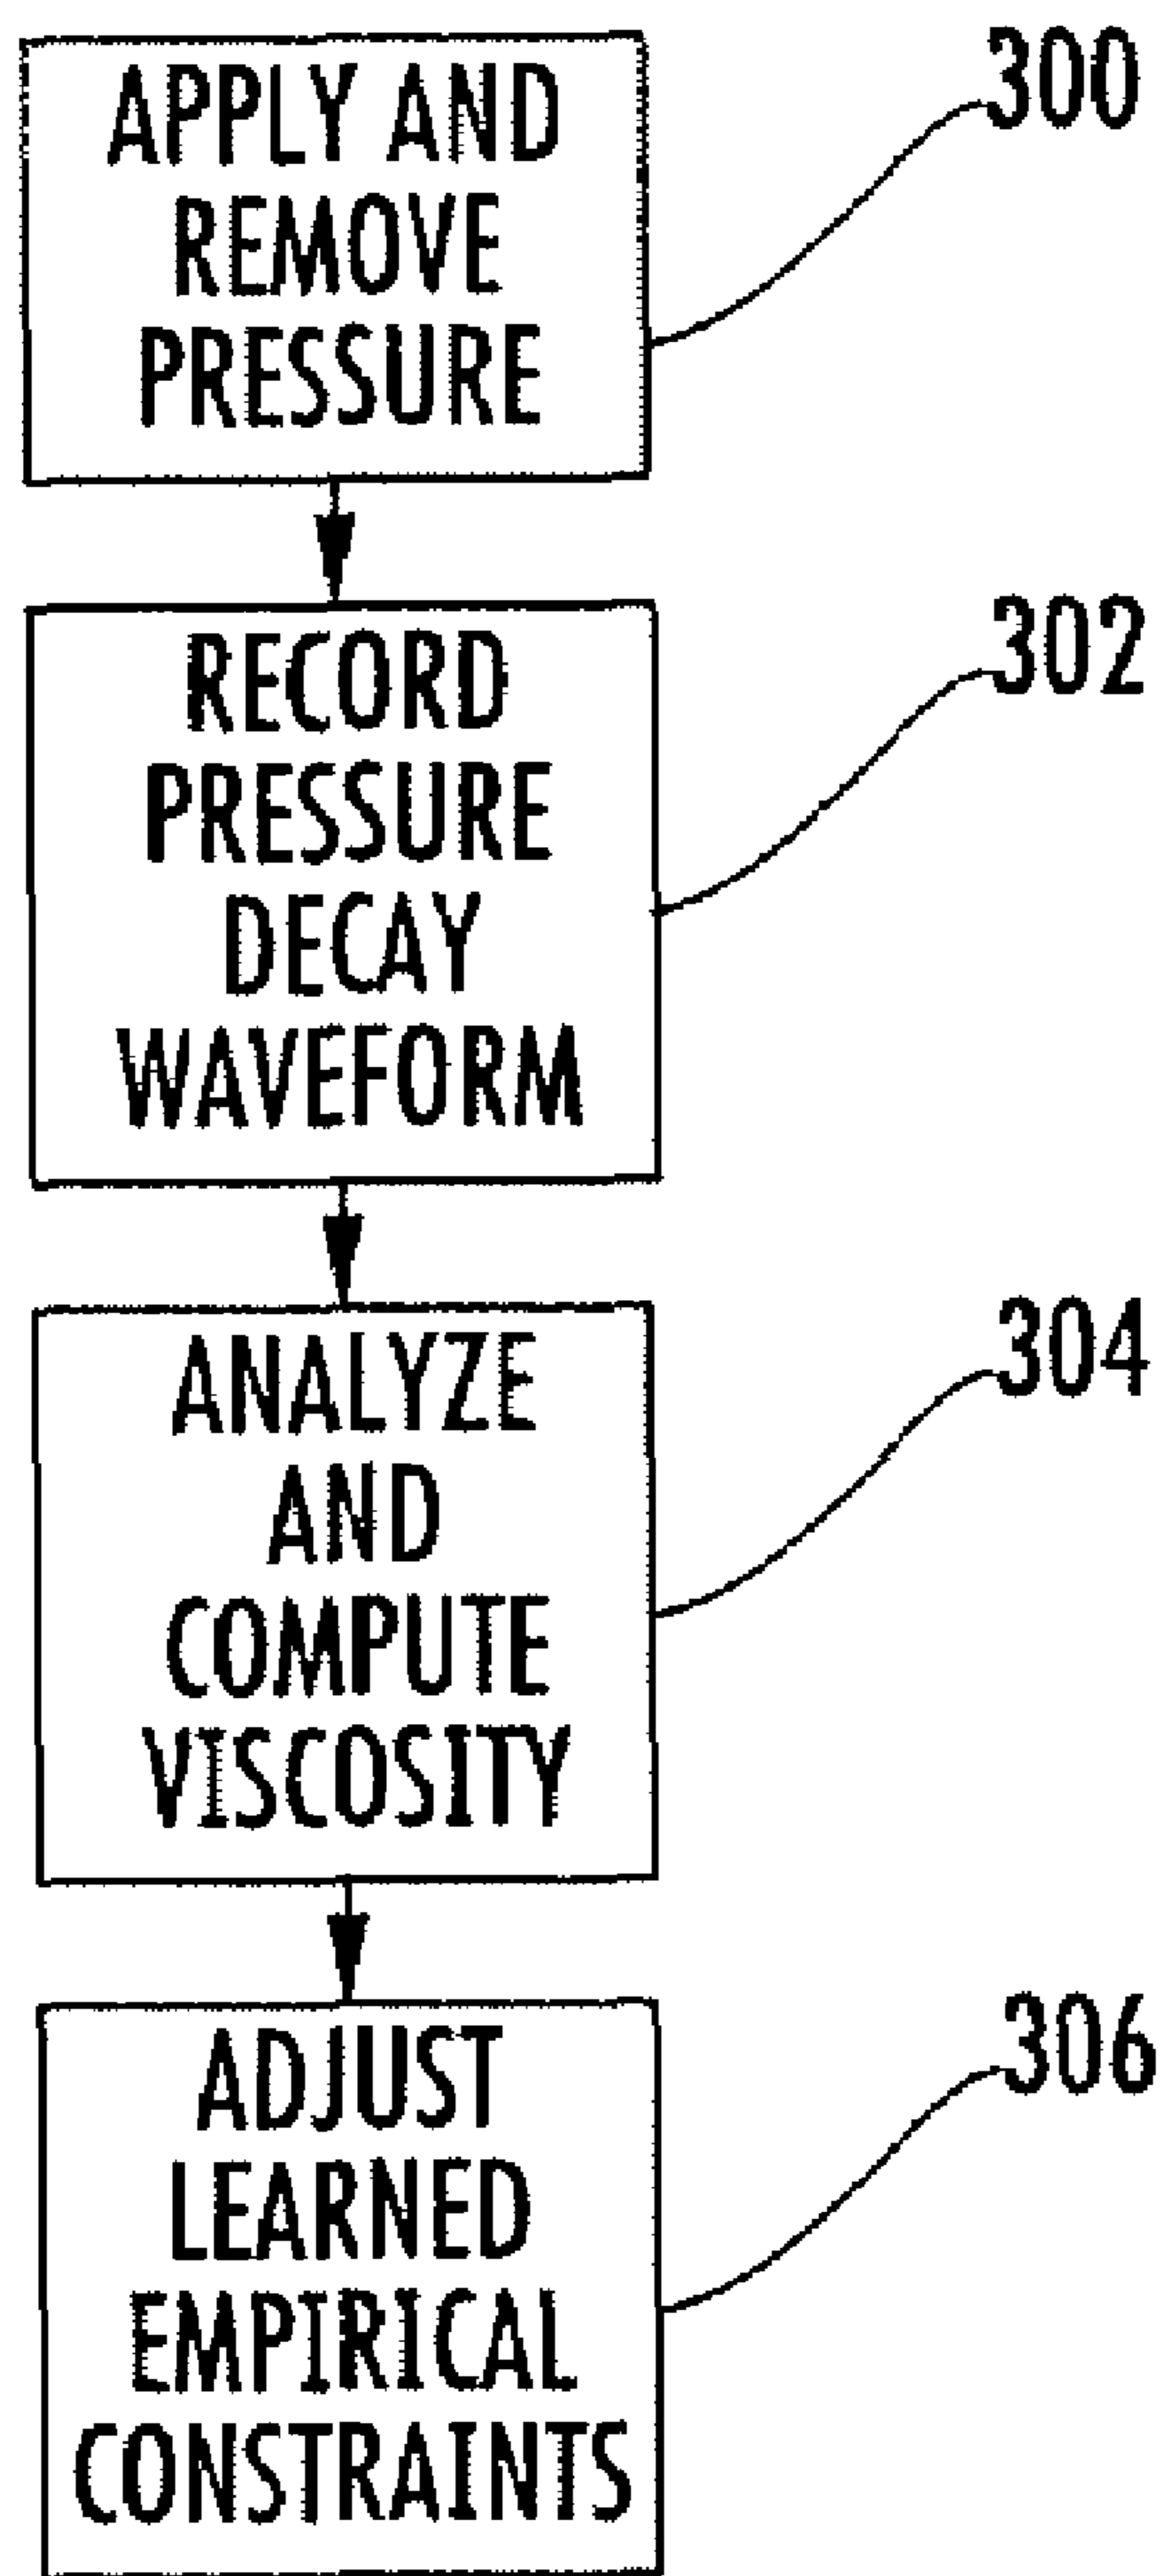 APPLY AND
REMOVE
PRESSURE
300
RECORD
PRESSURE
DECAY
WAVEFORM
302
ANALYZE
AND
COMPUTE
VISCOSITY
304
ADJUST
LEARNED
EMPIRICAL
CONSTRAINTS
306